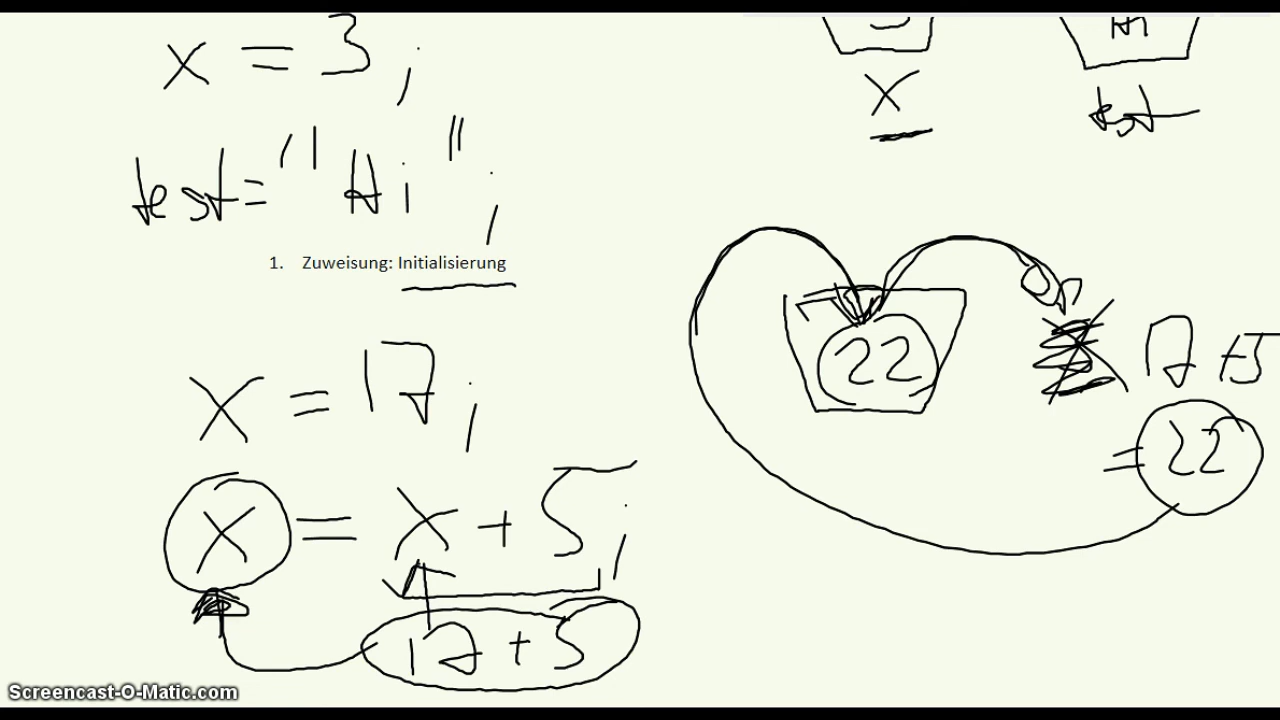 x = 3;
x
test
test="Hi";
1. Zuweisung: Initialisierung
22
17 +5
x = 17;
= 22
x = x + 5;
17 + 5
Screencast-O-Matic.com